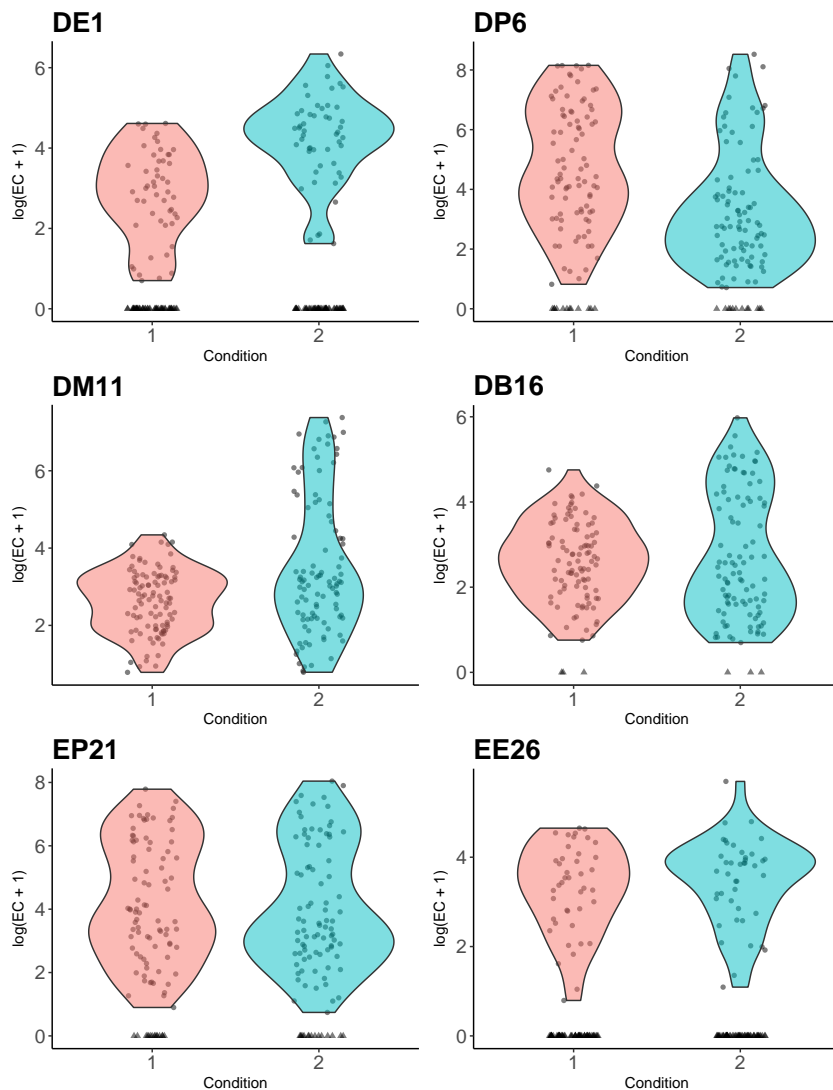 DE1
log(EC + 1)
6
4
2
0
1 2
Condition
DP6
log(EC + 1)
8
6
4
2
0
1 2
Condition
DM11
log(EC + 1)
6
4
2
1 2
Condition
DB16
log(EC + 1)
6
4
2
0
1 2
Condition
EP21
log(EC + 1)
8
6
4
2
0
1 2
Condition
EE26
log(EC + 1)
4
2
0
1 2
Condition